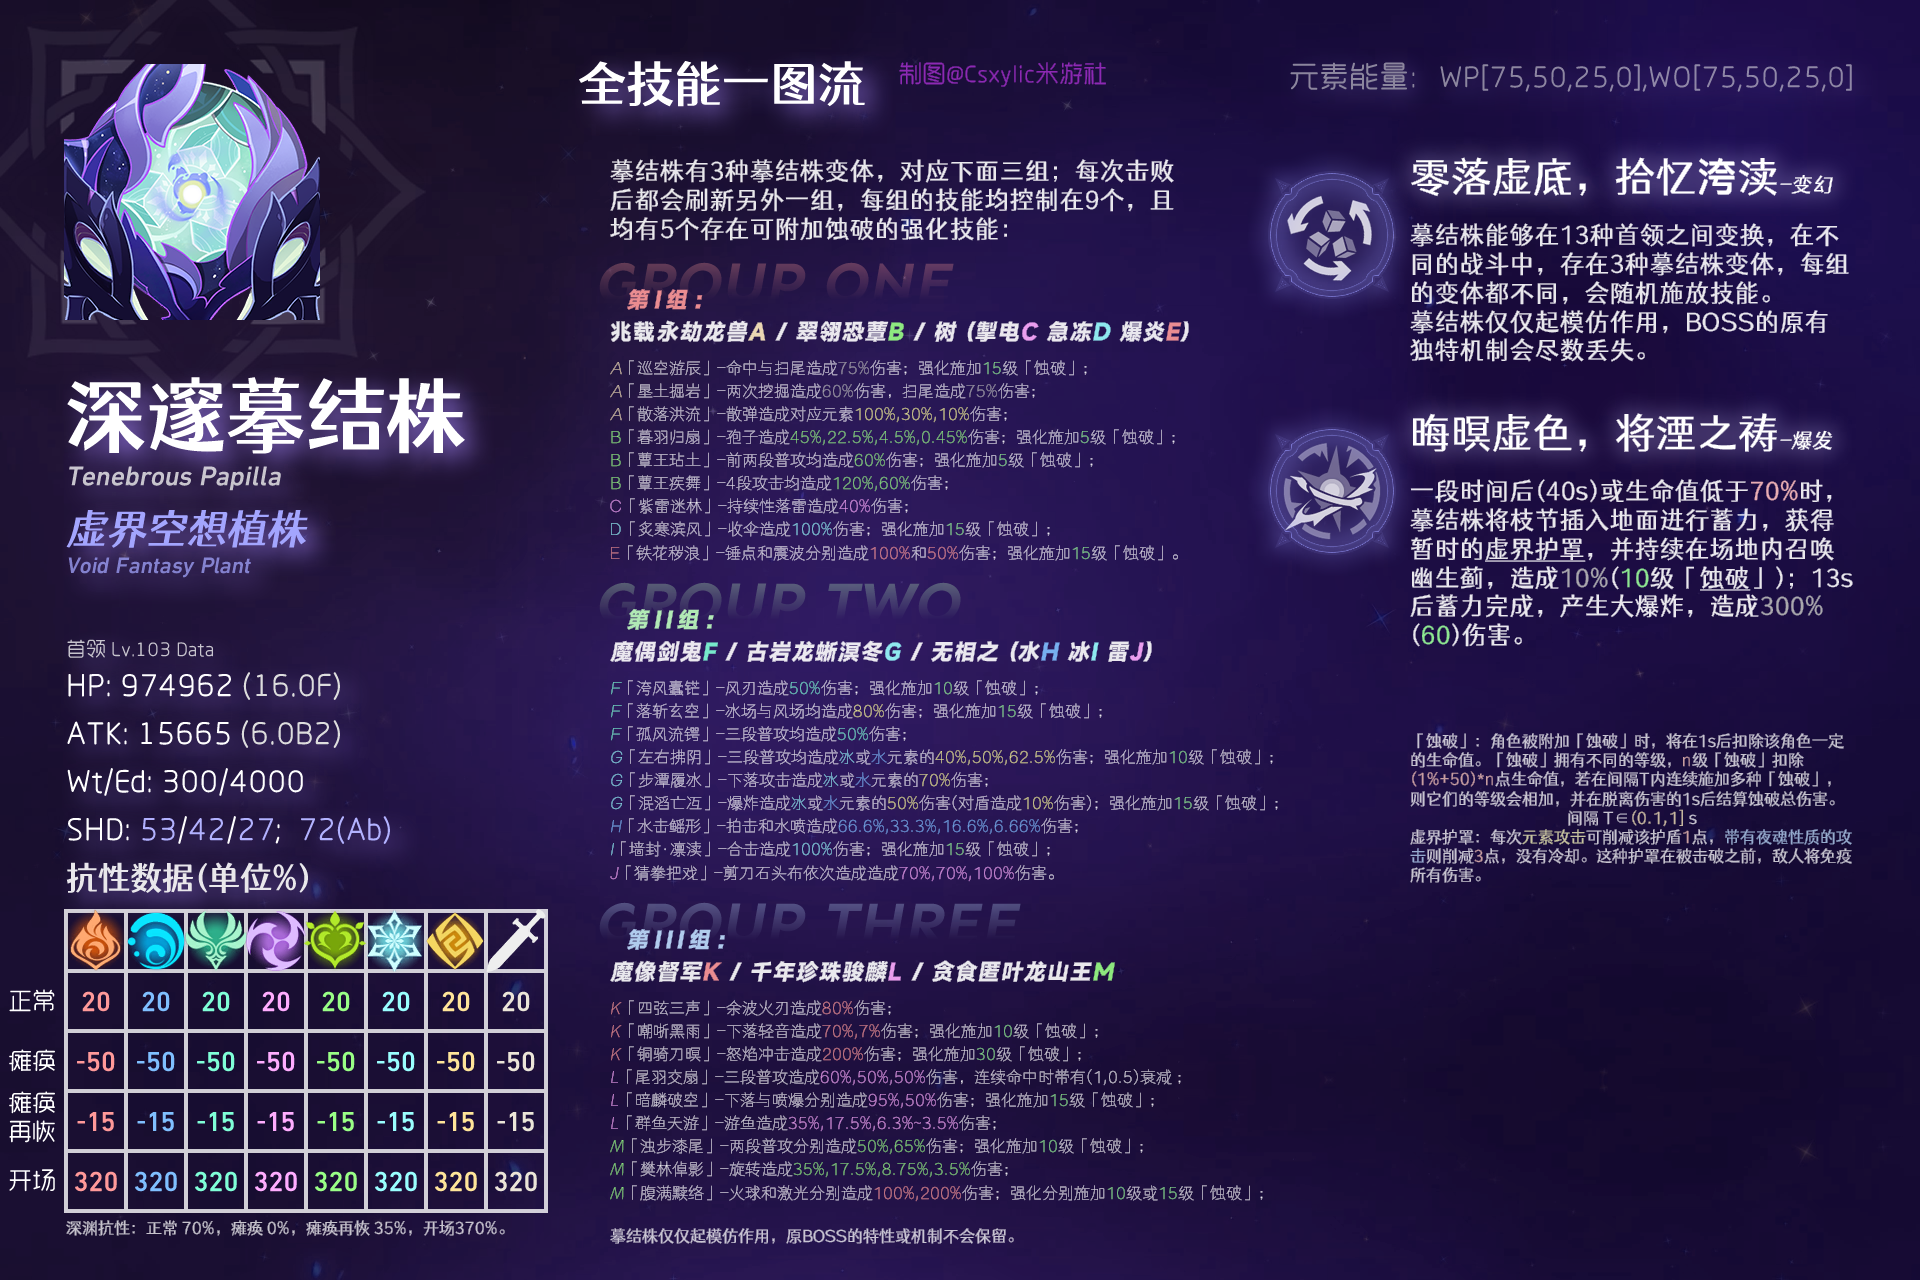 全技能一图流
制图@Csxylic米游社
元素能量: WP[75,50,25,0],WO[75,50,25,0]
深邃摹结株
Tenebrous Papilla
虚界空想植株
Void Fantasy Plant
首领 Lv.103 Data
HP: 974962 (16.0F)
ATK: 15665 (6.0B2)
Wt/Ed: 300/4000
SHD: 53/42/27; 72(Ab)
抗性数据(单位%)
正常 20 20 20 20 20 20 20 20
瘫痪 -50 -50 -50 -50 -50 -50 -50 -50
瘫痪再恢 -15 -15 -15 -15 -15 -15 -15 -15
开场 320 320 320 320 320 320 320 320
深渊抗性: 正常 70%, 瘫痪 0%, 瘫痪再恢 35%, 开场370%。
摹结株有3种摹结株变体, 对应下面三组; 每次击败
后都会刷新另外一组, 每组的技能均控制在9个, 且
均有5个存在可附加蚀破的强化技能:
GROUP ONE
第I组:
兆载永劫龙兽A / 翠翎恐蕈B / 树 (掣电C 急冻D 爆炎E)
A「巡空游辰」-命中与扫尾造成75%伤害; 强化施加15级「蚀破」;
A「垦土掘岩」-两次挖掘造成60%伤害, 扫尾造成75%伤害;
A「散落洪流」-散弹造成对应元素100%,30%,10%伤害;
B「暮羽归扇」-孢子造成45%,22.5%,4.5%,0.45%伤害; 强化施加5级「蚀破」;
B「蕈王玷土」-前两段普攻均造成60%伤害; 强化施加5级「蚀破」;
B「蕈王疾舞」-4段攻击均造成120%,60%伤害;
C「紫雷迷林」-持续性落雷造成40%伤害;
D「炙寒滨风」-收伞造成100%伤害; 强化施加15级「蚀破」;
E「铁花秽浪」-锤点和震波分别造成100%和50%伤害; 强化施加15级「蚀破」。
GROUP TWO
第II组:
魔偶剑鬼F / 古岩龙蜥溟冬G / 无相之 (水H 冰I 雷J)
F「洿风蠹铓」-风刃造成50%伤害; 强化施加10级「蚀破」;
F「落斩玄空」-冰场与风场均造成80%伤害; 强化施加15级「蚀破」;
F「孤风流锷」-三段普攻均造成50%伤害;
G「左右拂阴」-三段普攻均造成冰或水元素的40%,50%,62.5%伤害; 强化施加10级「蚀破」;
G「步潭履冰」-下落攻击造成冰或水元素的70%伤害;
G「泯滔亡冱」-爆炸造成冰或水元素的50%伤害(对盾造成10%伤害); 强化施加15级「蚀破」;
H「水击鳐形」-拍击和水喷造成66.6%,33.3%,16.6%,6.66%伤害;
I「墙封·凛渎」-合击造成100%伤害; 强化施加15级「蚀破」;
J「猜拳把戏」-剪刀石头布依次造成造成70%,70%,100%伤害。
GROUP THREE
第III组:
魔像督军K / 千年珍珠骏麟L / 贪食匿叶龙山王M
K「四弦三声」-余波火刃造成80%伤害;
K「嘲哳黑雨」-下落轻音造成70%,7%伤害; 强化施加10级「蚀破」;
K「铜骑刀暝」-怒焰冲击造成200%伤害; 强化施加30级「蚀破」;
L「尾羽交扇」-三段普攻造成60%,50%,50%伤害, 连续命中时带有(1,0.5)衰减;
L「暗麟破空」-下落与喷爆分别造成95%,50%伤害; 强化施加15级「蚀破」;
L「群鱼天游」-游鱼造成35%,17.5%,6.3%~3.5%伤害;
M「浊步漆尾」-两段普攻分别造成50%,65%伤害; 强化施加10级「蚀破」;
M「樊林倬影」-旋转造成35%,17.5%,8.75%,3.5%伤害;
M「腹满黩络」-火球和激光分别造成100%,200%伤害; 强化分别施加10级或15级「蚀破」;
摹结株仅仅起模仿作用, 原BOSS的特性或机制不会保留。
零落虚底, 拾忆洿渎-变幻
摹结株能够在13种首领之间变换, 在不
同的战斗中, 存在3种摹结株变体, 每组
的变体都不同, 会随机施放技能。
摹结株仅仅起模仿作用, BOSS的原有
独特机制会尽数丢失。
晦暝虚色, 将湮之祷-爆发
一段时间后(40s)或生命值低于70%时,
摹结株将枝节插入地面进行蓄力, 获得
暂时的虚界护罩, 并持续在场地内召唤
幽生蓟, 造成10%(10级「蚀破」); 13s
后蓄力完成, 产生大爆炸, 造成300%
(60)伤害。
「蚀破」: 角色被附加「蚀破」时, 将在1s后扣除该角色一定
的生命值。「蚀破」拥有不同的等级, n级「蚀破」扣除
(1%+50)*n点生命值, 若在间隔T内连续施加多种「蚀破」,
则它们的等级会相加, 并在脱离伤害的1s后结算蚀破总伤害。
间隔 T∈(0.1,1] s
虚界护罩: 每次元素攻击可削减该护盾1点, 带有夜魂性质的攻
击则削减3点, 没有冷却。这种护罩在被击破之前, 敌人将免疫
所有伤害。